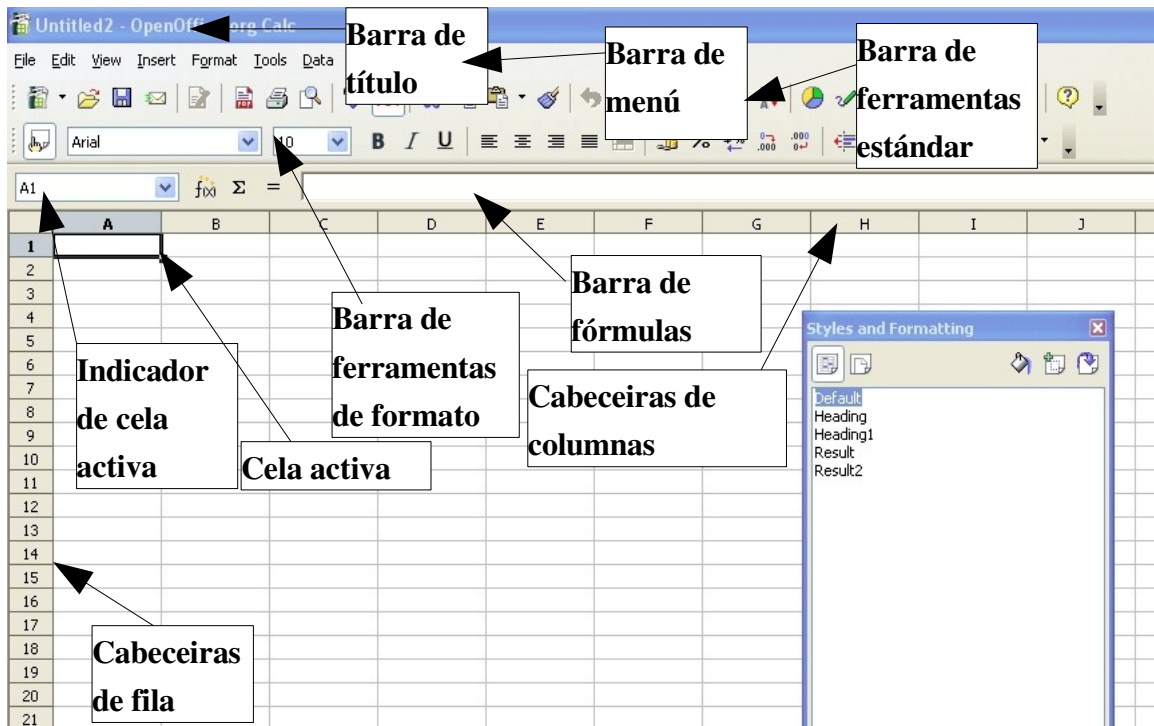 Untitled2 - OpenOffice.org Calc
File Edit View Insert Format Tools Data
Barra de
título
Barra de
menú
Barra de
ferramentas
estándar
Arial
10
B I U
A1
f(x) Σ =
A B C D E F G H I J
1
2
3
4
5
6
7
8
9
10
11
12
13
14
15
16
17
18
19
20
21
Indicador
de cela
activa
Cela activa
Barra de
ferramentas
de formato
Barra de
fórmulas
Cabeceiras de
columnas
Cabeceiras
de fila
Styles and Formatting
Default
Heading
Heading1
Result
Result2